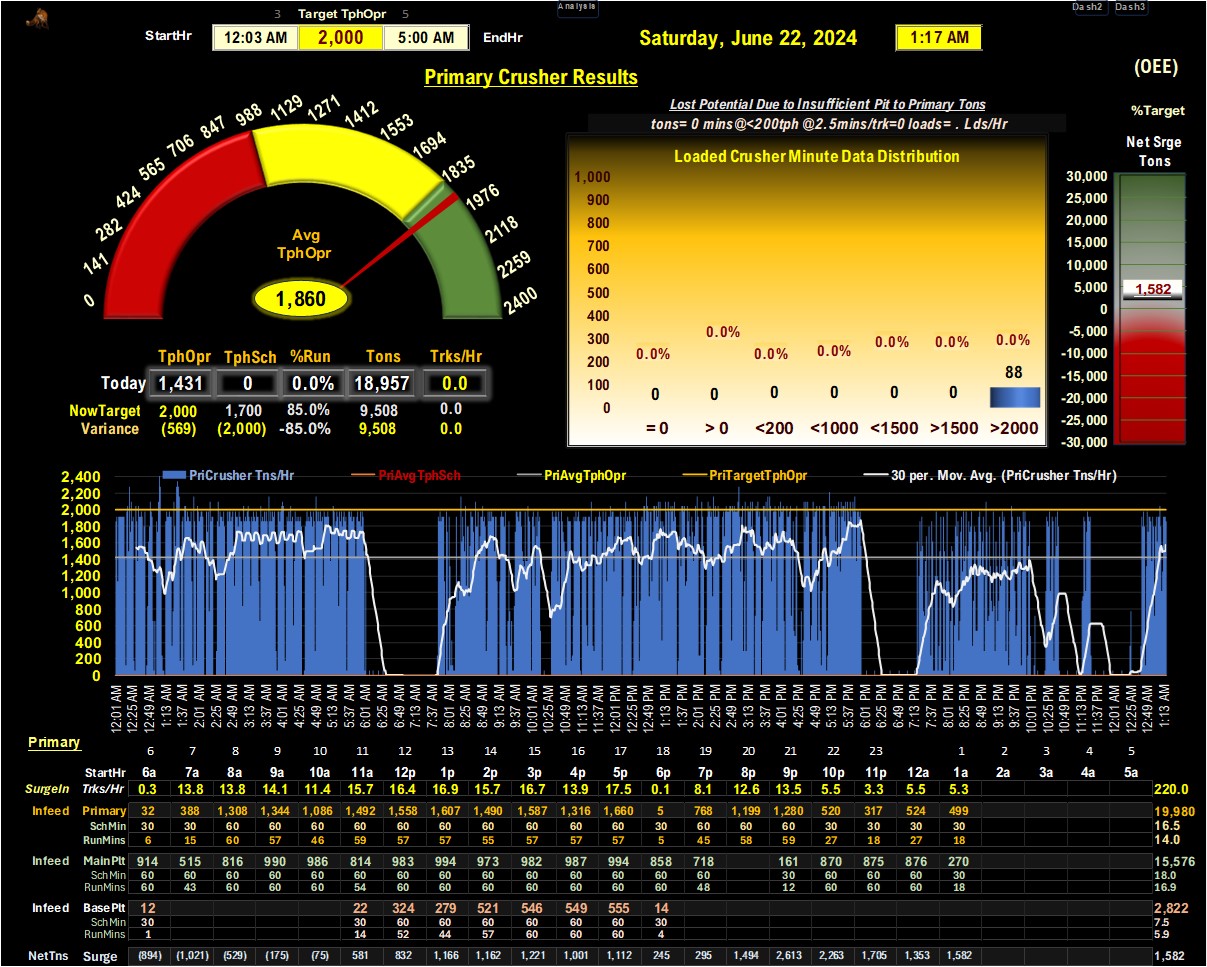 Analysis Dash2 Dash3
3 Target TphOpr 5
StartHr 12:03 AM 2,000 5:00 AM EndHr Saturday, June 22, 2024 1:17 AM
(OEE)
Primary Crusher Results
%Target
Net Srge
Tons
Lost Potential Due to Insufficient Pit to Primary Tons
tons= 0 mins@<200tph @2.5mins/trk=0 loads= . Lds/Hr
0 141 282 424 565 706 847 988 1129 1271 1412 1553 1694 1835 1976 2118 2259 2400
Avg
TphOpr
1,860
Loaded Crusher Minute Data Distribution
1,000
900
800
700
600
500
400
300
200
100
0
0.0% 0.0% 0.0% 0.0% 0.0% 0.0% 0.0%
0 0 0 0 0 0 88
= 0 > 0 <200 <1000 <1500 >1500 >2000
30,000
25,000
20,000
15,000
10,000
5,000
0
-5,000
-10,000
-15,000
-20,000
-25,000
-30,000
1,582
TphOpr TphSch %Run Tons Trks/Hr
Today 1,431 0 0.0% 18,957 0.0
NowTarget 2,000 1,700 85.0% 9,508 0.0
Variance (569) (2,000) -85.0% 9,508 0.0
PriCrusher Tns/Hr PriAvgTphSch PriAvgTphOpr PriTargetTphOpr 30 per. Mov. Avg. (PriCrusher Tns/Hr)
2,400
2,200
2,000
1,800
1,600
1,400
1,200
1,000
800
600
400
200
0
12:01 AM 12:25 AM 12:49 AM 1:13 AM 1:37 AM 2:01 AM 2:25 AM 2:49 AM 3:13 AM 3:37 AM 4:01 AM 4:25 AM 4:49 AM 5:13 AM 5:37 AM 6:01 AM 6:25 AM 6:49 AM 7:13 AM 7:37 AM 8:01 AM 8:25 AM 8:49 AM 9:13 AM 9:37 AM 10:01 AM 10:25 AM 10:49 AM 11:13 AM 11:37 AM 12:01 PM 12:25 PM 12:49 PM 1:13 PM 1:37 PM 2:01 PM 2:25 PM 2:49 PM 3:13 PM 3:37 PM 4:01 PM 4:25 PM 4:49 PM 5:13 PM 5:37 PM 6:01 PM 6:25 PM 6:49 PM 7:13 PM 7:37 PM 8:01 PM 8:25 PM 8:49 PM 9:13 PM 9:37 PM 10:01 PM 10:25 PM 10:49 PM 11:13 PM 11:37 PM 12:01 AM 12:25 AM 12:49 AM 1:13 AM
Primary 6 7 8 9 10 11 12 13 14 15 16 17 18 19 20 21 22 23 1 2 3 4 5
StartHr 6a 7a 8a 9a 10a 11a 12p 1p 2p 3p 4p 5p 6p 7p 8p 9p 10p 11p 12a 1a 2a 3a 4a 5a
SurgeIn Trks/Hr 0.3 13.8 13.8 14.1 11.4 15.7 16.4 16.9 15.7 16.7 13.9 17.5 0.1 8.1 12.6 13.5 5.5 3.3 5.5 5.3 220.0
Infeed Primary 32 388 1,308 1,344 1,086 1,492 1,558 1,607 1,490 1,587 1,316 1,660 5 768 1,199 1,280 520 317 524 499 19,980
SchMin 30 30 60 60 60 60 60 60 60 60 60 60 30 60 60 60 30 30 30 30 16.5
RunMins 6 15 60 57 46 59 57 57 55 57 57 60 5 45 58 59 27 18 27 18 14.0
Infeed MainPlt 914 515 816 990 986 814 983 994 973 982 987 994 858 718 161 870 875 876 270 15,576
SchMin 60 60 60 60 60 60 60 60 60 60 60 60 60 60 30 60 60 60 30 18.0
RunMins 60 43 60 60 60 54 60 60 60 60 60 60 60 48 12 60 60 60 18 16.9
Infeed BasePlt 12 22 324 279 521 546 549 555 14 2,822
SchMin 30 30 60 60 60 60 60 60 30 7.5
RunMins 1 14 52 44 57 60 60 60 4 5.9
NetTns Surge (894) (1,021) (529) (175) (75) 581 832 1,166 1,162 1,221 1,001 1,112 245 295 1,494 2,613 2,263 1,705 1,353 1,582 1,582